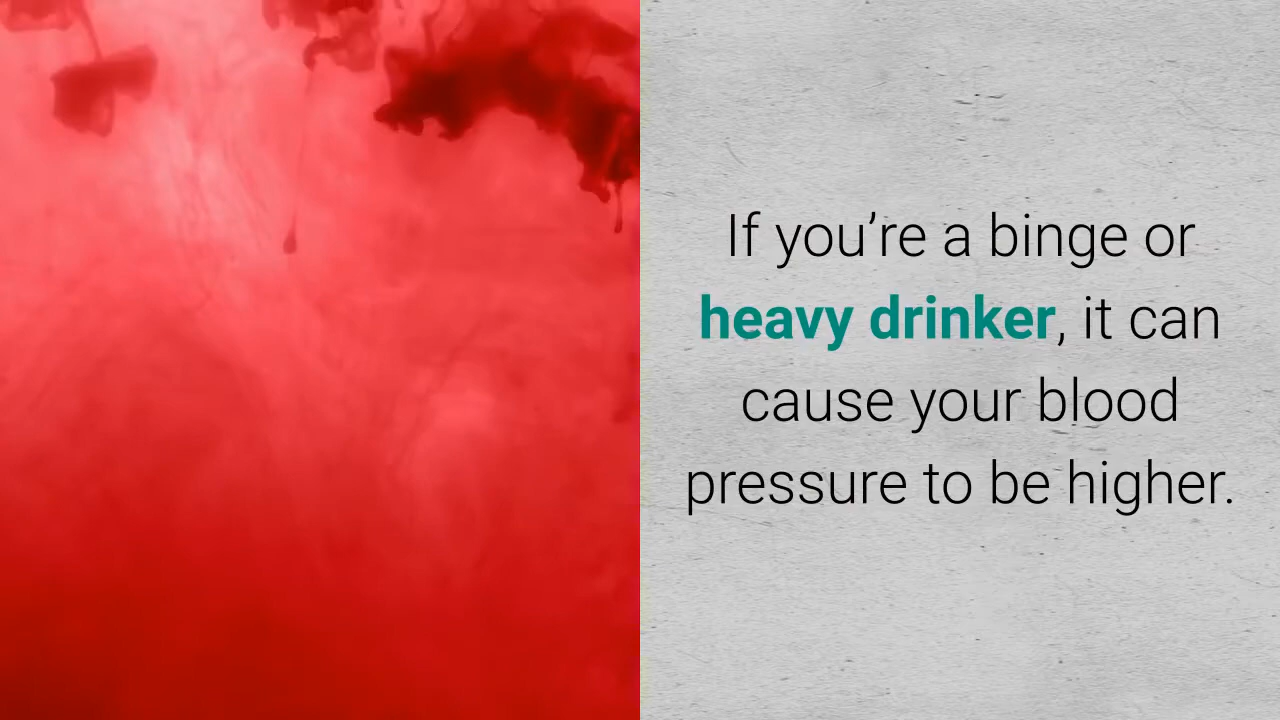 If you’re a binge or
heavy drinker, it can
cause your blood
pressure to be higher.